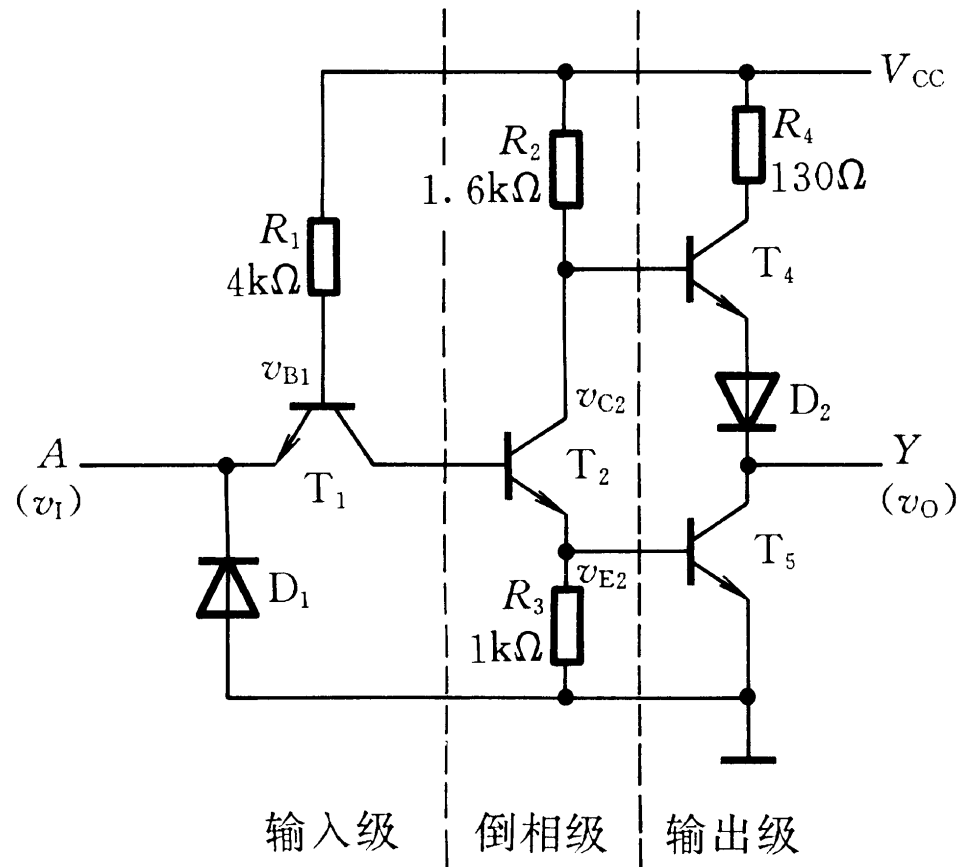 V_CC
R_2
1.6kΩ
R_4
130Ω
R_1
4kΩ
T_4
v_B1
v_C2
D_2
A
(v_I)
T_1
T_2
Y
(v_O)
D_1
R_3
1kΩ
v_E2
T_5
输入级 倒相级 输出级